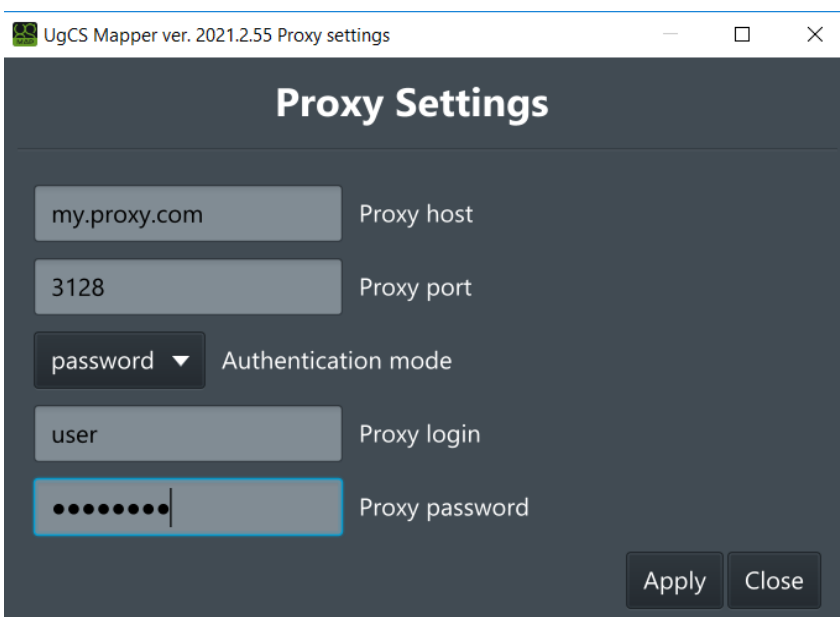 UgCS Mapper ver. 2021.2.55 Proxy settings
Proxy Settings
my.proxy.com Proxy host
3128 Proxy port
password Authentication mode
user Proxy login
•••••••• Proxy password
Apply Close